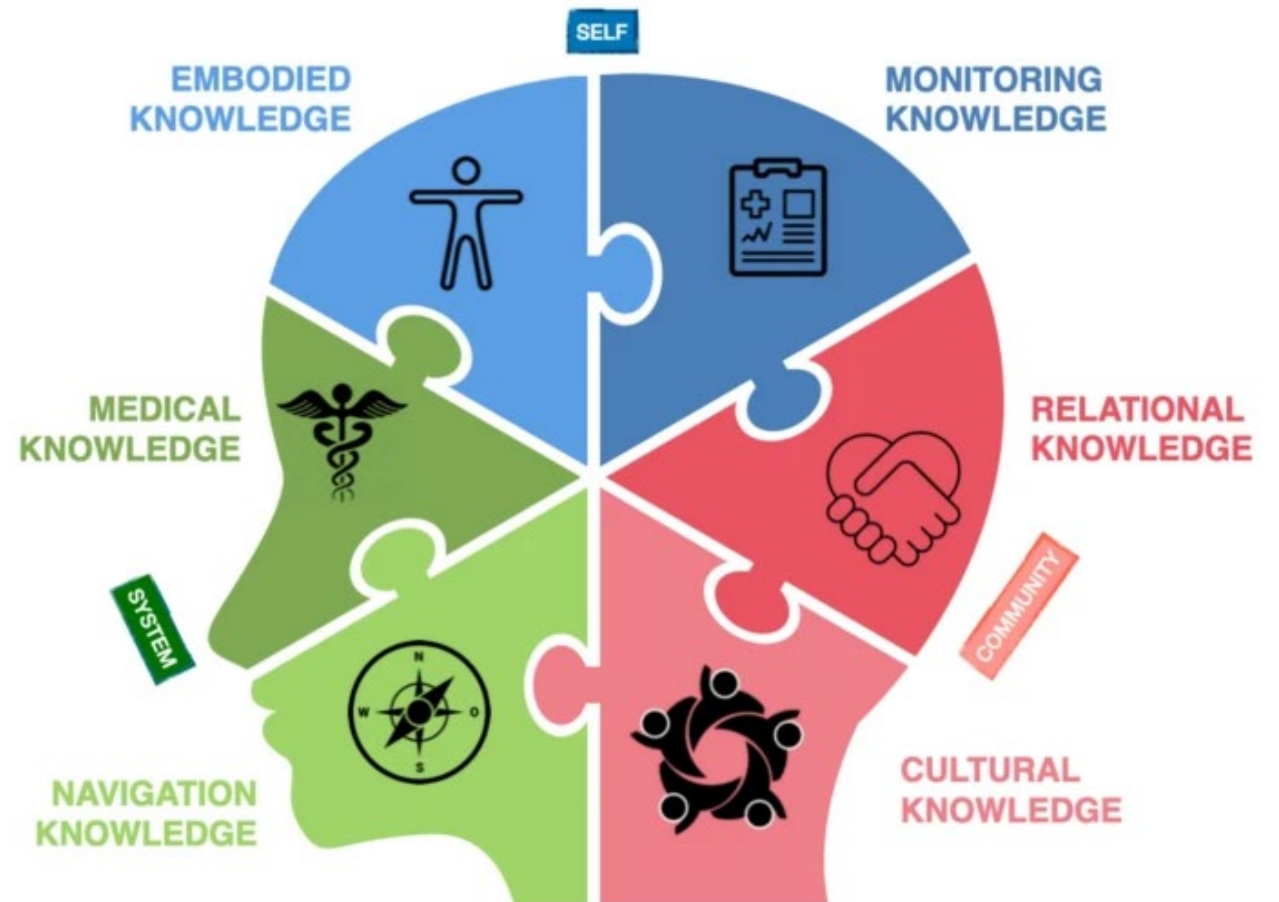 SELF
EMBODIED
KNOWLEDGE
MONITORING
KNOWLEDGE
MEDICAL
KNOWLEDGE
RELATIONAL
KNOWLEDGE
SYSTEM
COMMUNITY
N
W
O
S
NAVIGATION
KNOWLEDGE
CULTURAL
KNOWLEDGE